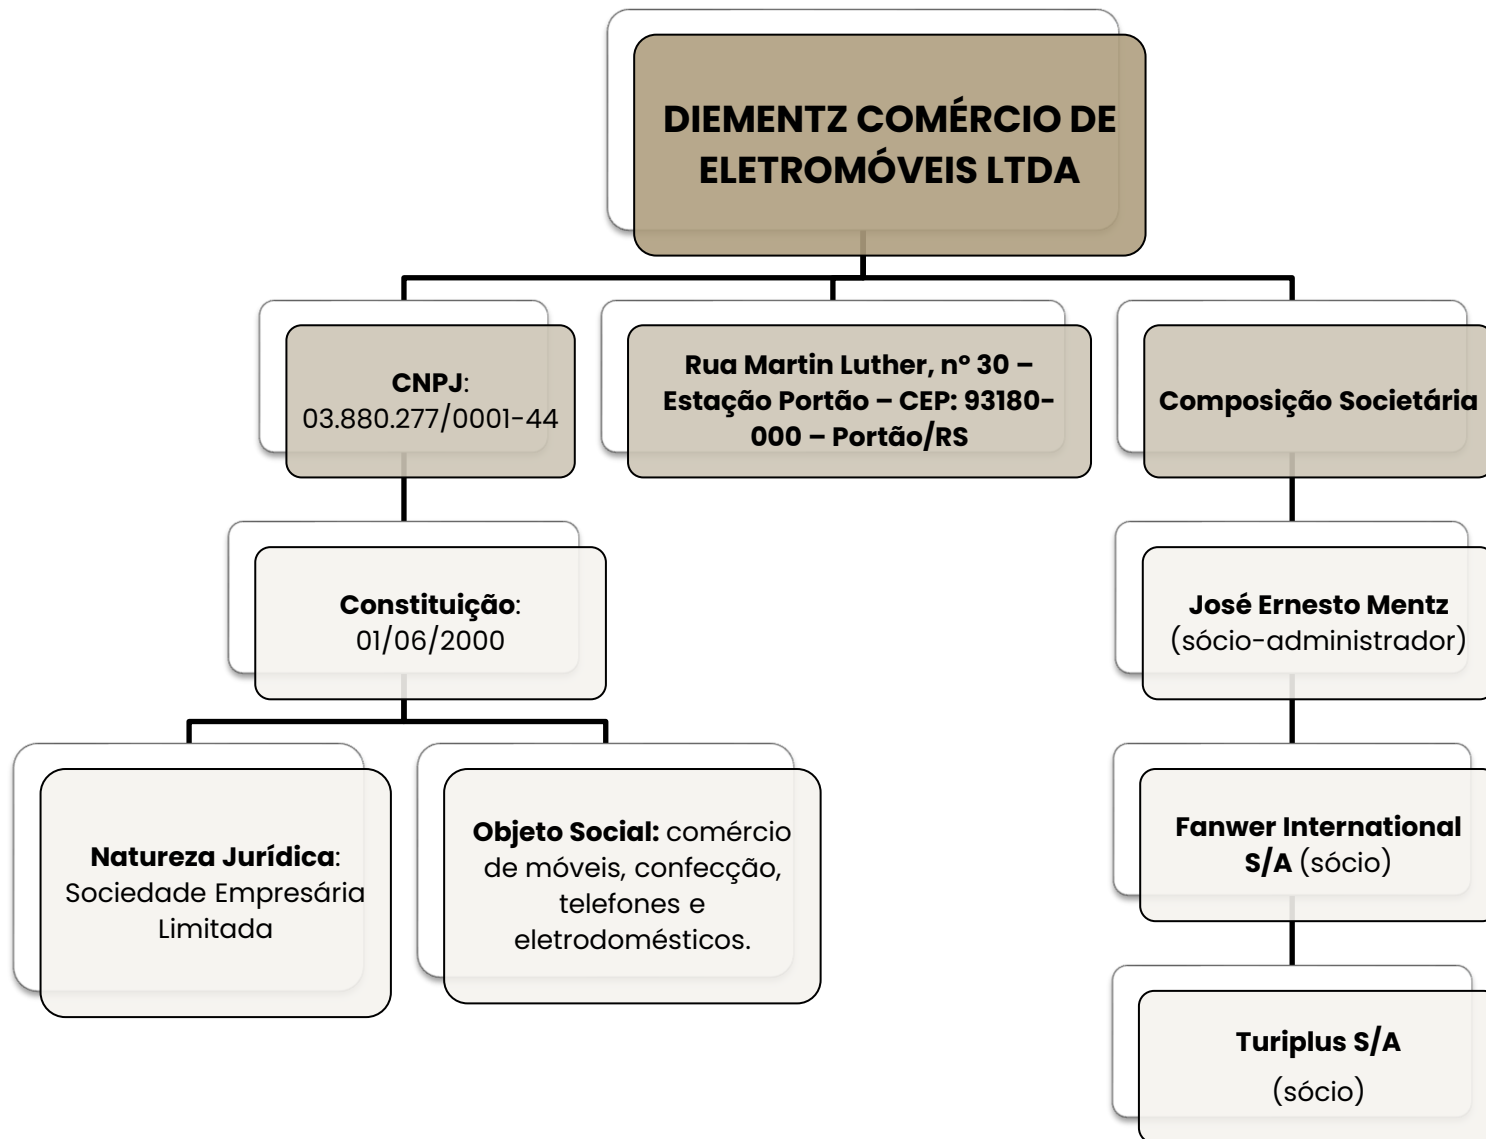 DIEMENTZ COMÉRCIO DE
ELETROMÓVEIS LTDA
CNPJ:
03.880.277/0001-44
Rua Martin Luther, nº 30 –
Estação Portão – CEP: 93180-
000 – Portão/RS
Composição Societária
Constituição:
01/06/2000
José Ernesto Mentz
(sócio-administrador)
Natureza Jurídica:
Sociedade Empresária
Limitada
Objeto Social: comércio
de móveis, confecção,
telefones e
eletrodomésticos.
Fanwer International
S/A (sócio)
Turiplus S/A
(sócio)